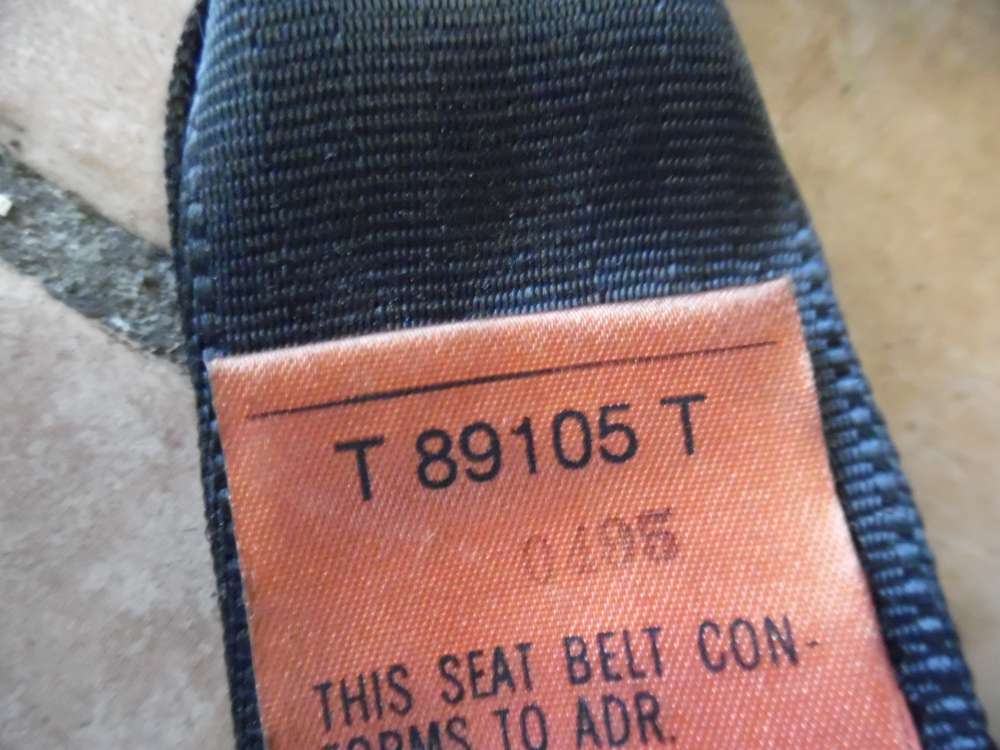 T 89105 T
0495
THIS SEAT BELT CON-
FORMS TO ADR.